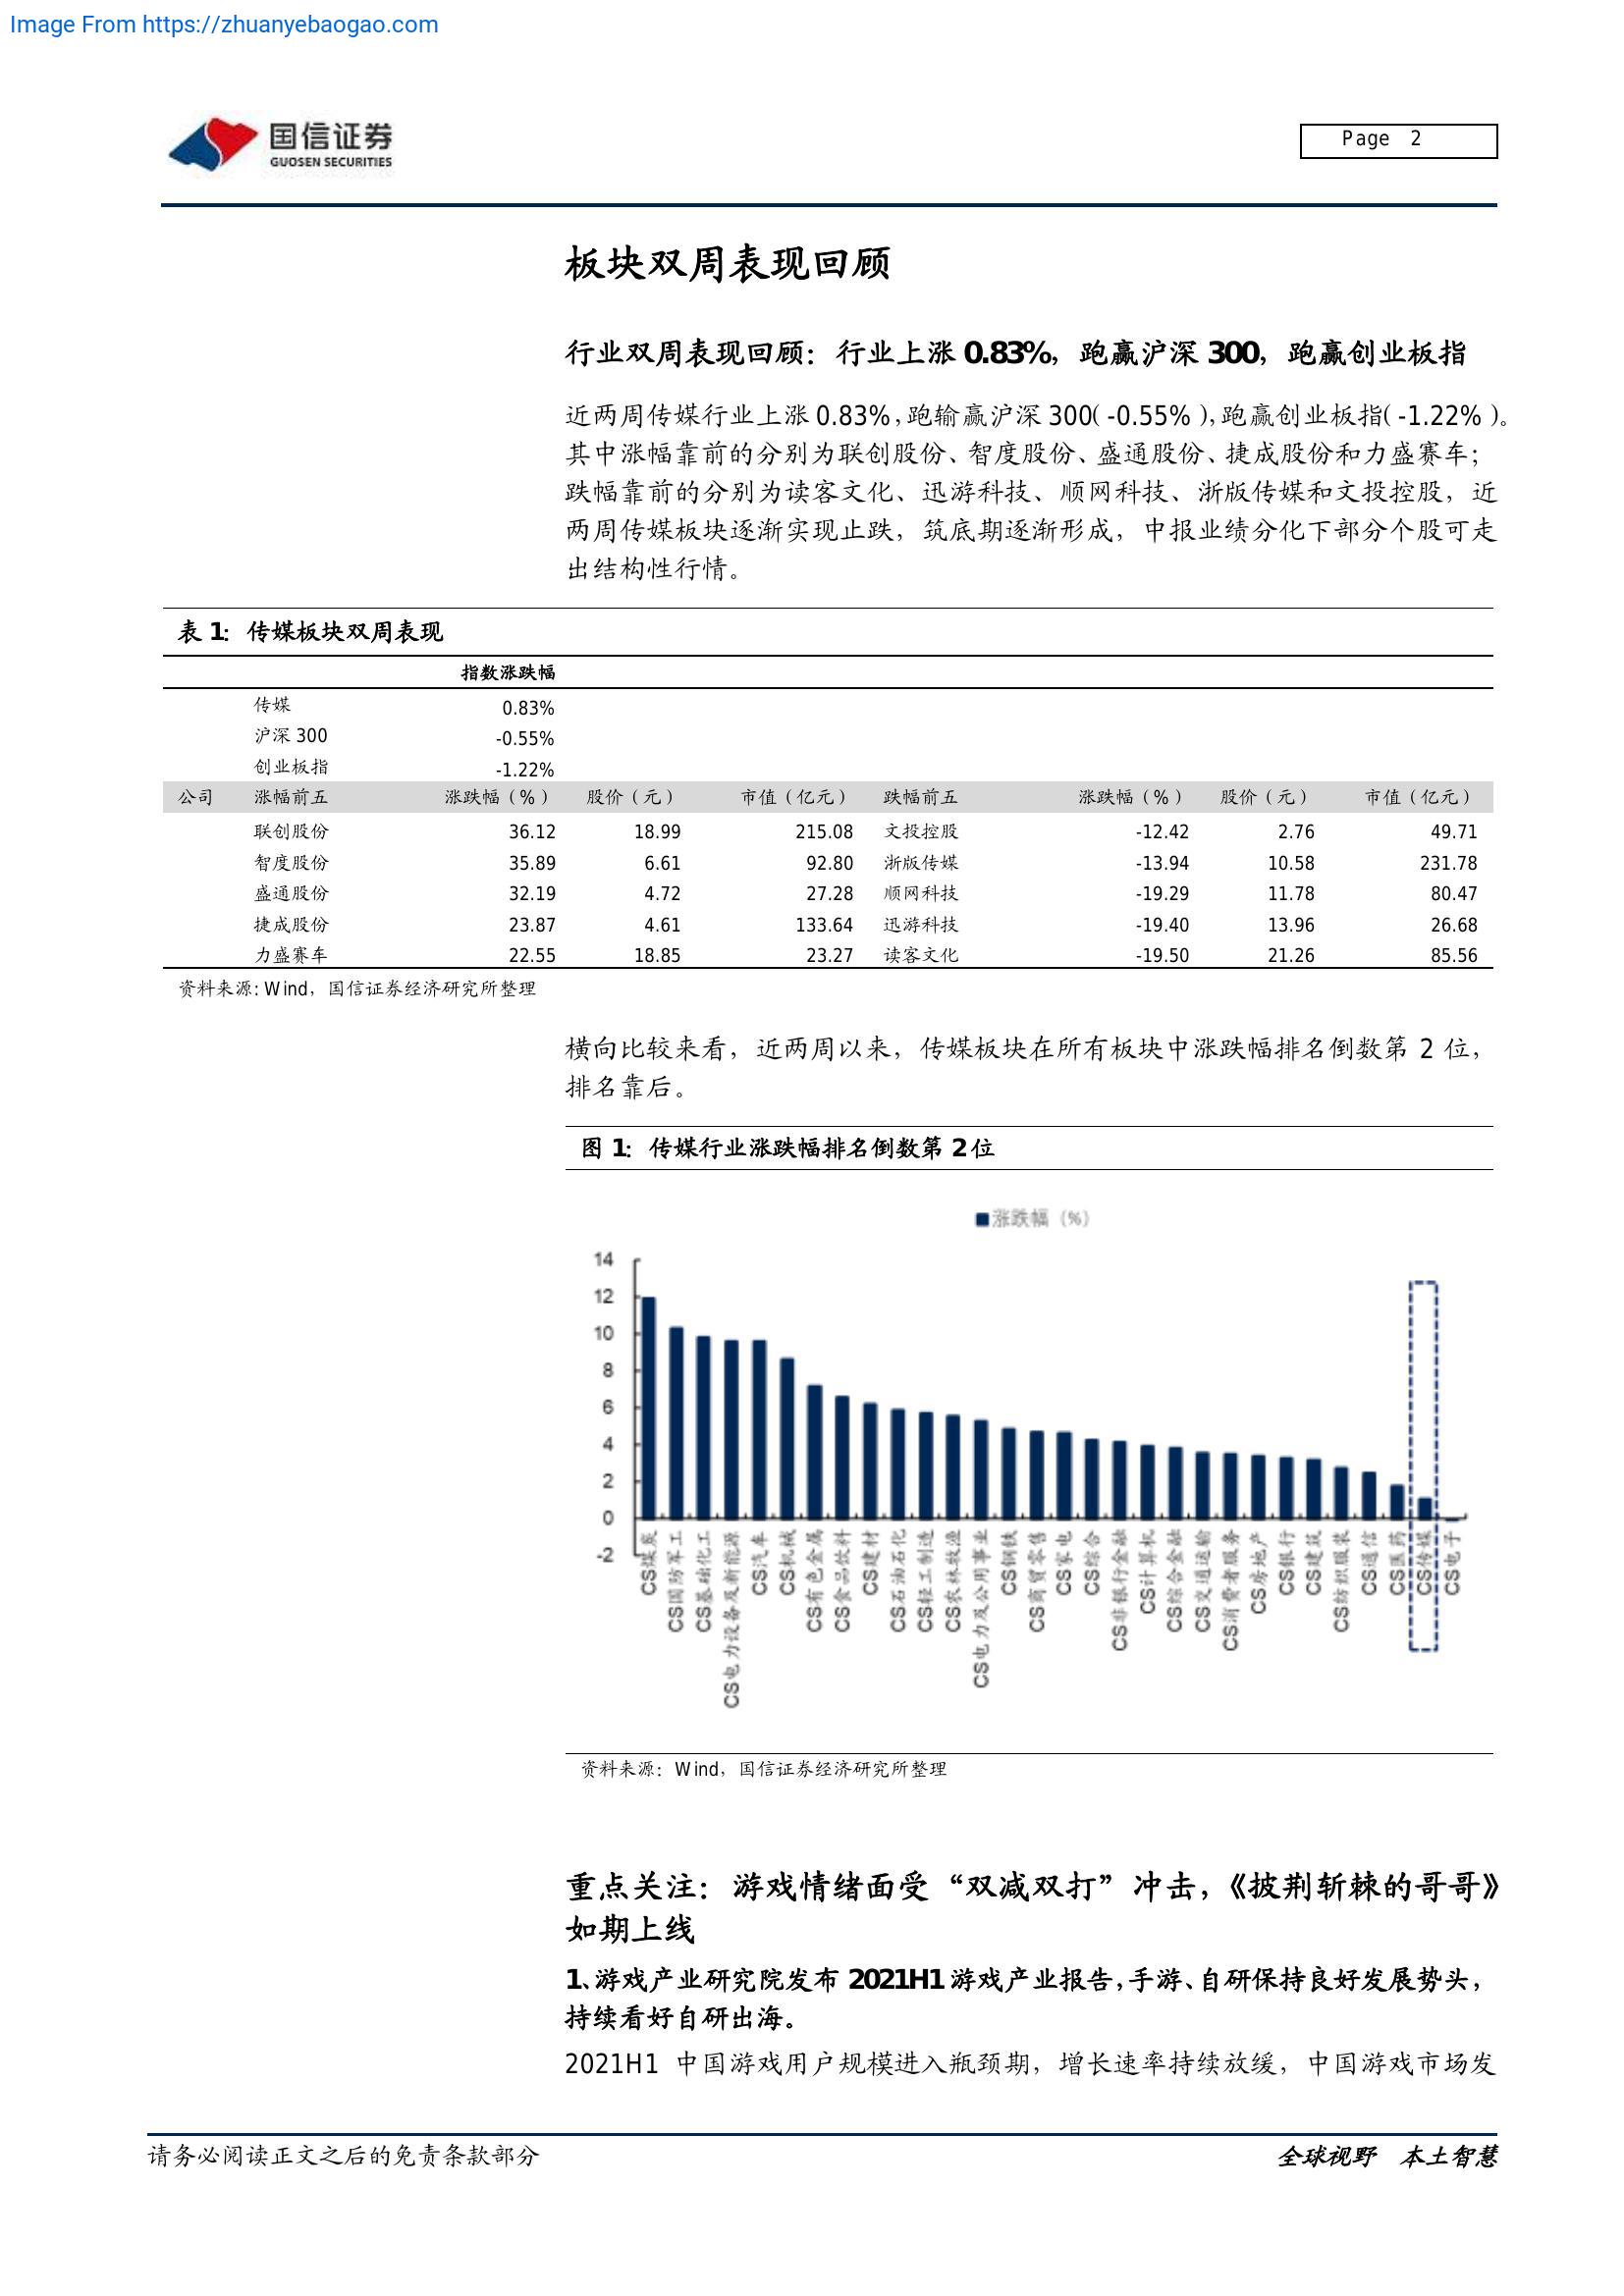 Image From https://zhuanyebaogao.com
国信证券
GUOSEN SECURITIES
Page 2
板块双周表现回顾
行业双周表现回顾：行业上涨 0.83%，跑赢沪深 300，跑赢创业板指
近两周传媒行业上涨 0.83%，跑输赢沪深 300（-0.55%），跑赢创业板指（-1.22%）。
其中涨幅靠前的分别为联创股份、智度股份、盛通股份、捷成股份和力盛赛车；
跌幅靠前的分别为读客文化、迅游科技、顺网科技、浙版传媒和文投控股，近
两周传媒板块逐渐实现止跌，筑底期逐渐形成，中报业绩分化下部分个股可走
出结构性行情。
表 1：传媒板块双周表现
指数涨跌幅
传媒 0.83%
沪深 300 -0.55%
创业板指 -1.22%
公司 涨幅前五 涨跌幅（%） 股价（元） 市值（亿元） 跌幅前五 涨跌幅（%） 股价（元） 市值（亿元）
联创股份 36.12 18.99 215.08 文投控股 -12.42 2.76 49.71
智度股份 35.89 6.61 92.80 浙版传媒 -13.94 10.58 231.78
盛通股份 32.19 4.72 27.28 顺网科技 -19.29 11.78 80.47
捷成股份 23.87 4.61 133.64 迅游科技 -19.40 13.96 26.68
力盛赛车 22.55 18.85 23.27 读客文化 -19.50 21.26 85.56
资料来源：Wind，国信证券经济研究所整理
横向比较来看，近两周以来，传媒板块在所有板块中涨跌幅排名倒数第 2 位，
排名靠后。
图 1：传媒行业涨跌幅排名倒数第 2 位
涨跌幅（%）
14
12
10
8
6
4
2
0
-2
CS煤炭
CS国防军工
CS基础化工
CS电力设备及新能源
CS汽车
CS机械
CS有色金属
CS食品饮料
CS建材
CS石油石化
CS轻工制造
CS农林牧渔
CS电力及公用事业
CS钢铁
CS商贸零售
CS家电
CS综合
CS非银行金融
CS计算机
CS综合金融
CS交通运输
CS消费者服务
CS房地产
CS银行
CS建筑
CS纺织服装
CS通信
CS医药
CS传媒
CS电子
资料来源：Wind，国信证券经济研究所整理
重点关注：游戏情绪面受“双减双打”冲击，《披荆斩棘的哥哥》
如期上线
1、游戏产业研究院发布 2021H1 游戏产业报告，手游、自研保持良好发展势头，
持续看好自研出海。
2021H1 中国游戏用户规模进入瓶颈期，增长速率持续放缓，中国游戏市场发
请务必阅读正文之后的免责条款部分
全球视野 本土智慧